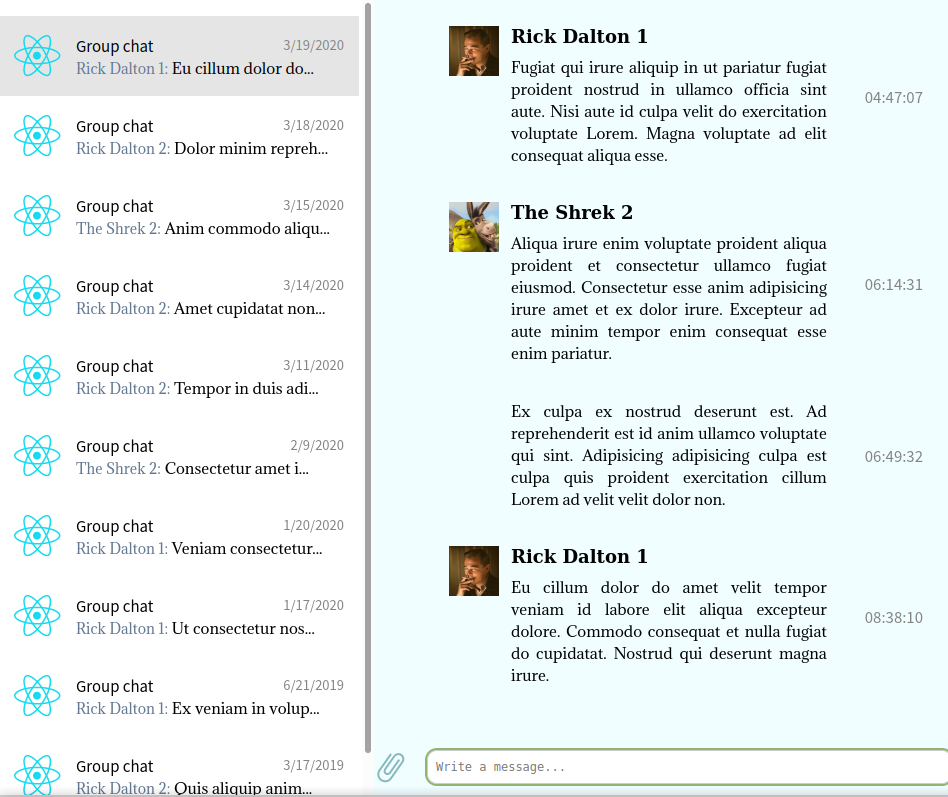 Group chat 3/19/2020
Rick Dalton 1: Eu cillum dolor do...
Group chat 3/18/2020
Rick Dalton 2: Dolor minim repreh...
Group chat 3/15/2020
The Shrek 2: Anim commodo aliqu...
Group chat 3/14/2020
Rick Dalton 2: Amet cupidatat non...
Group chat 3/11/2020
Rick Dalton 2: Tempor in duis adi...
Group chat 2/9/2020
The Shrek 2: Consectetur amet i...
Group chat 1/20/2020
Rick Dalton 1: Veniam consectetur...
Group chat 1/17/2020
Rick Dalton 1: Ut consectetur nos...
Group chat 6/21/2019
Rick Dalton 1: Ex veniam in volup...
Group chat 3/17/2019
Rick Dalton 2: Quis aliquip anim...
Rick Dalton 1
Fugiat qui irure aliquip in ut pariatur fugiat
proident nostrud in ullamco officia sint
aute. Nisi aute id culpa velit do exercitation
voluptate Lorem. Magna voluptate ad elit
consequat aliqua esse.
04:47:07
The Shrek 2
Aliqua irure enim voluptate proident aliqua
proident et consectetur ullamco fugiat
eiusmod. Consectetur esse anim adipisicing
irure amet et ex dolor irure. Excepteur ad
aute minim tempor enim consequat esse
enim pariatur.
06:14:31
Ex culpa ex nostrud deserunt est. Ad
reprehenderit est id anim ullamco voluptate
qui sint. Adipisicing adipisicing culpa est
culpa quis proident exercitation cillum
Lorem ad velit velit dolor non.
06:49:32
Rick Dalton 1
Eu cillum dolor do amet velit tempor
veniam id labore elit aliqua excepteur
dolore. Commodo consequat et nulla fugiat
do cupidatat. Nostrud qui deserunt magna
irure.
08:38:10
Write a message...